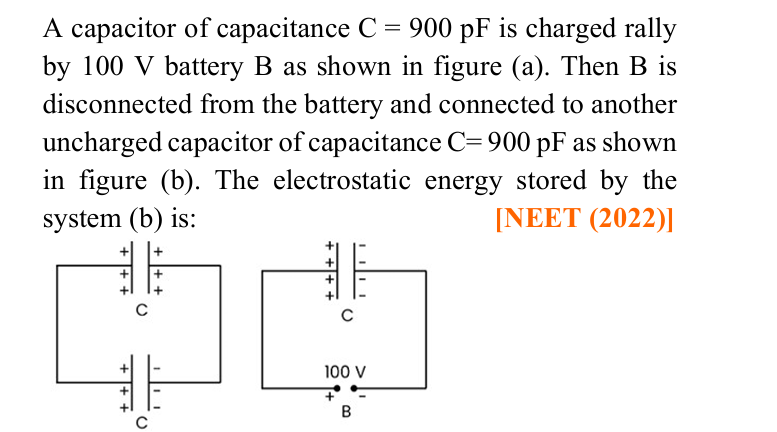 A capacitor of capacitance C = 900 pF is charged rally
by 100 V battery B as shown in figure (a). Then B is
disconnected from the battery and connected to another
uncharged capacitor of capacitance C= 900 pF as shown
in figure (b). The electrostatic energy stored by the
system (b) is: [NEET (2022)]
+ +
+ +
+ +
C
+ -
+ -
+ -
C
+ -
+ -
+ -
+ -
C
100 V
+ -
B